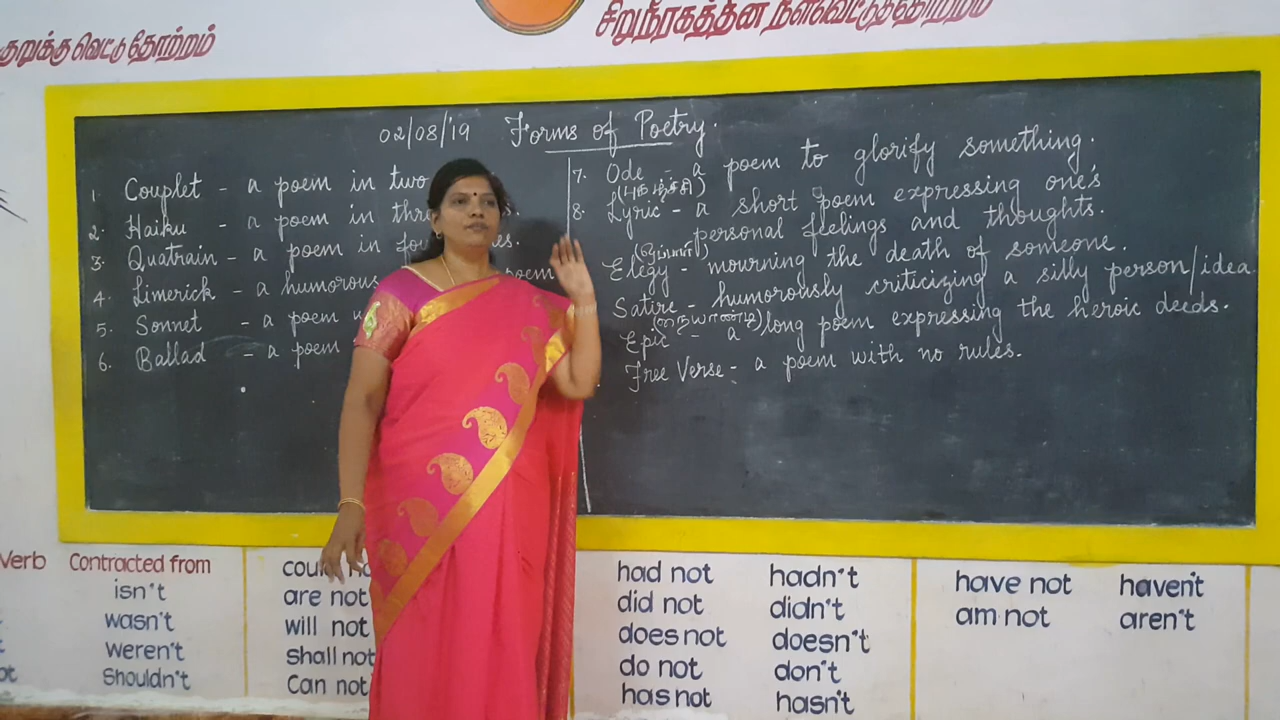 குறுக்கு வெட்டு தோற்றம்
சிறுநீரகத்தின் நீள்வெட்டுத்தோற்றம்
02/08/'19 Forms of Poetry.
1. Couplet - a poem in two
2. Haiku - a poem in
3. Quatrain - a poem in
4. Limerick - a humorous poem
5. Sonnet - a poem
6. Ballad - a poem
7. Ode - a poem to glorify something.
(புகழ்ச்சி)
8. Lyric - a short poem expressing one's
personal feelings and thoughts.
(ஒப்பாரி)
Elegy - mourning the death of someone.
Satire - humorously criticizing a silly person/idea.
(நையாண்டி)
Epic - a long poem expressing the heroic deeds.
Free Verse - a poem with no rules.
Verb Contracted from
isn't
wasn't
weren't
Shouldn't
are not
will not
shall not
Can not
had not hadn't
did not didn't
does not doesn't
do not don't
has not hasn't
have not haven't
am not aren't